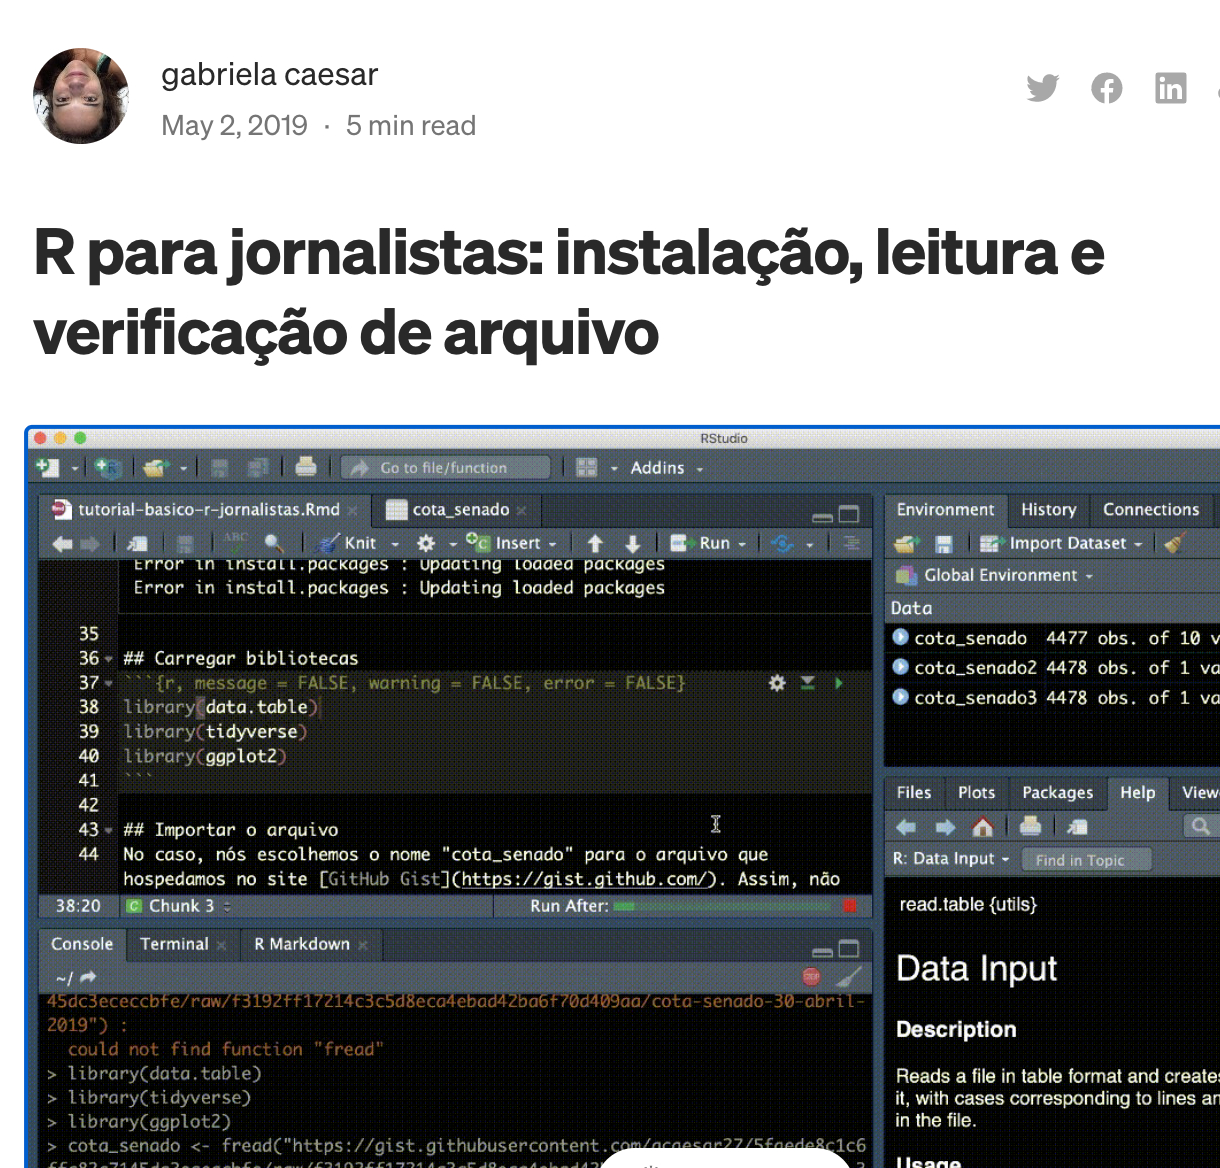 gabriela caesar
May 2, 2019 · 5 min read
R para jornalistas: instalação, leitura e
verificação de arquivo
RStudio
Go to file/function
Addins
tutorial-basico-r-jornalistas.Rmd
cota_senado
ABC
Knit
Insert
Run
Error in install.packages : Updating loaded packages
Error in install.packages : Updating loaded packages
35
36 ## Carregar bibliotecas
37 ```{r, message = FALSE, warning = FALSE, error = FALSE}
38 library(data.table)
39 library(tidyverse)
40 library(ggplot2)
41 ```
42
43 ## Importar o arquivo
44 No caso, nós escolhemos o nome "cota_senado" para o arquivo que
hospedamos no site [GitHub Gist](https://gist.github.com/). Assim, não
38:20 C Chunk 3 Run After:
Console Terminal R Markdown
~/
45dc3ececcbfe/raw/f3192ff17214c3c5d8eca4ebad42ba6f70d409aa/cota-senado-30-abril-
2019") :
could not find function "fread"
> library(data.table)
> library(tidyverse)
> library(ggplot2)
> cota_senado <- fread("https://gist.githubusercontent.com/gcaesar27/5faede8c1c6
Environment History Connections
Import Dataset
Global Environment
Data
cota_senado 4477 obs. of 10 v
cota_senado2 4478 obs. of 1 va
cota_senado3 4478 obs. of 1 va
Files Plots Packages Help Viewe
R: Data Input Find in Topic
read.table {utils}
Data Input
Description
Reads a file in table format and creates
it, with cases corresponding to lines an
in the file.
Usage